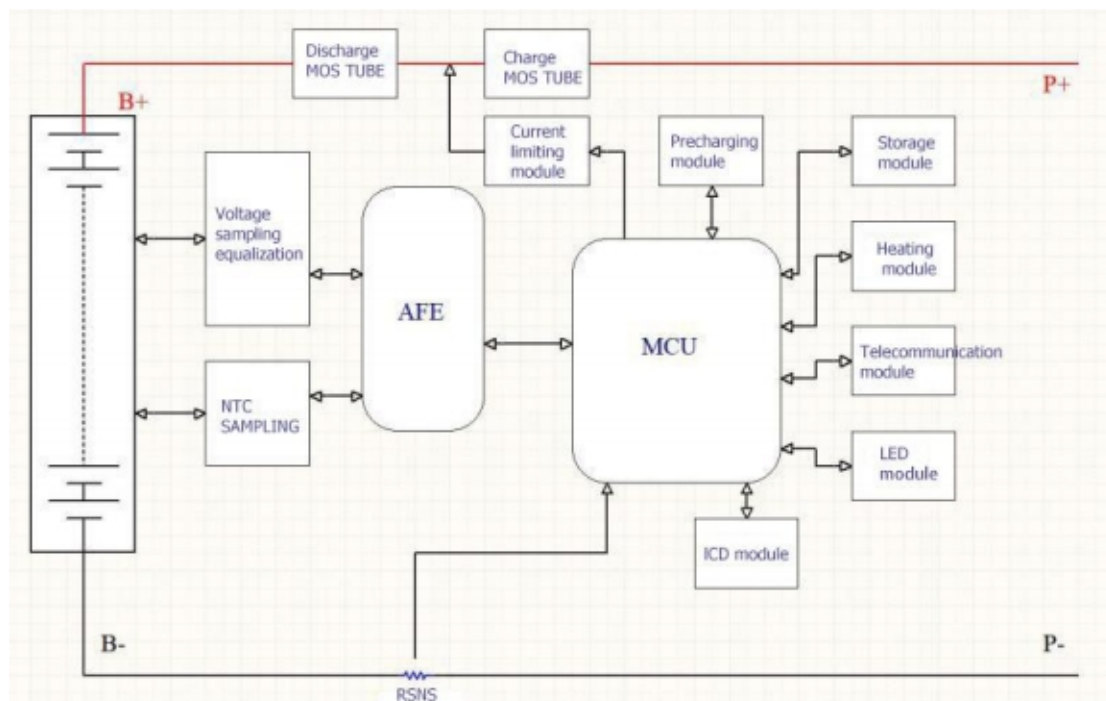 Discharge
MOS TUBE
Charge
MOS TUBE
P+
B+
Current
limiting
module
Precharging
module
Storage
module
Voltage
sampling
equalization
AFE
MCU
Heating
module
Telecommunication
module
NTC
SAMPLING
LED
module
ICD module
B-
P-
RSNS